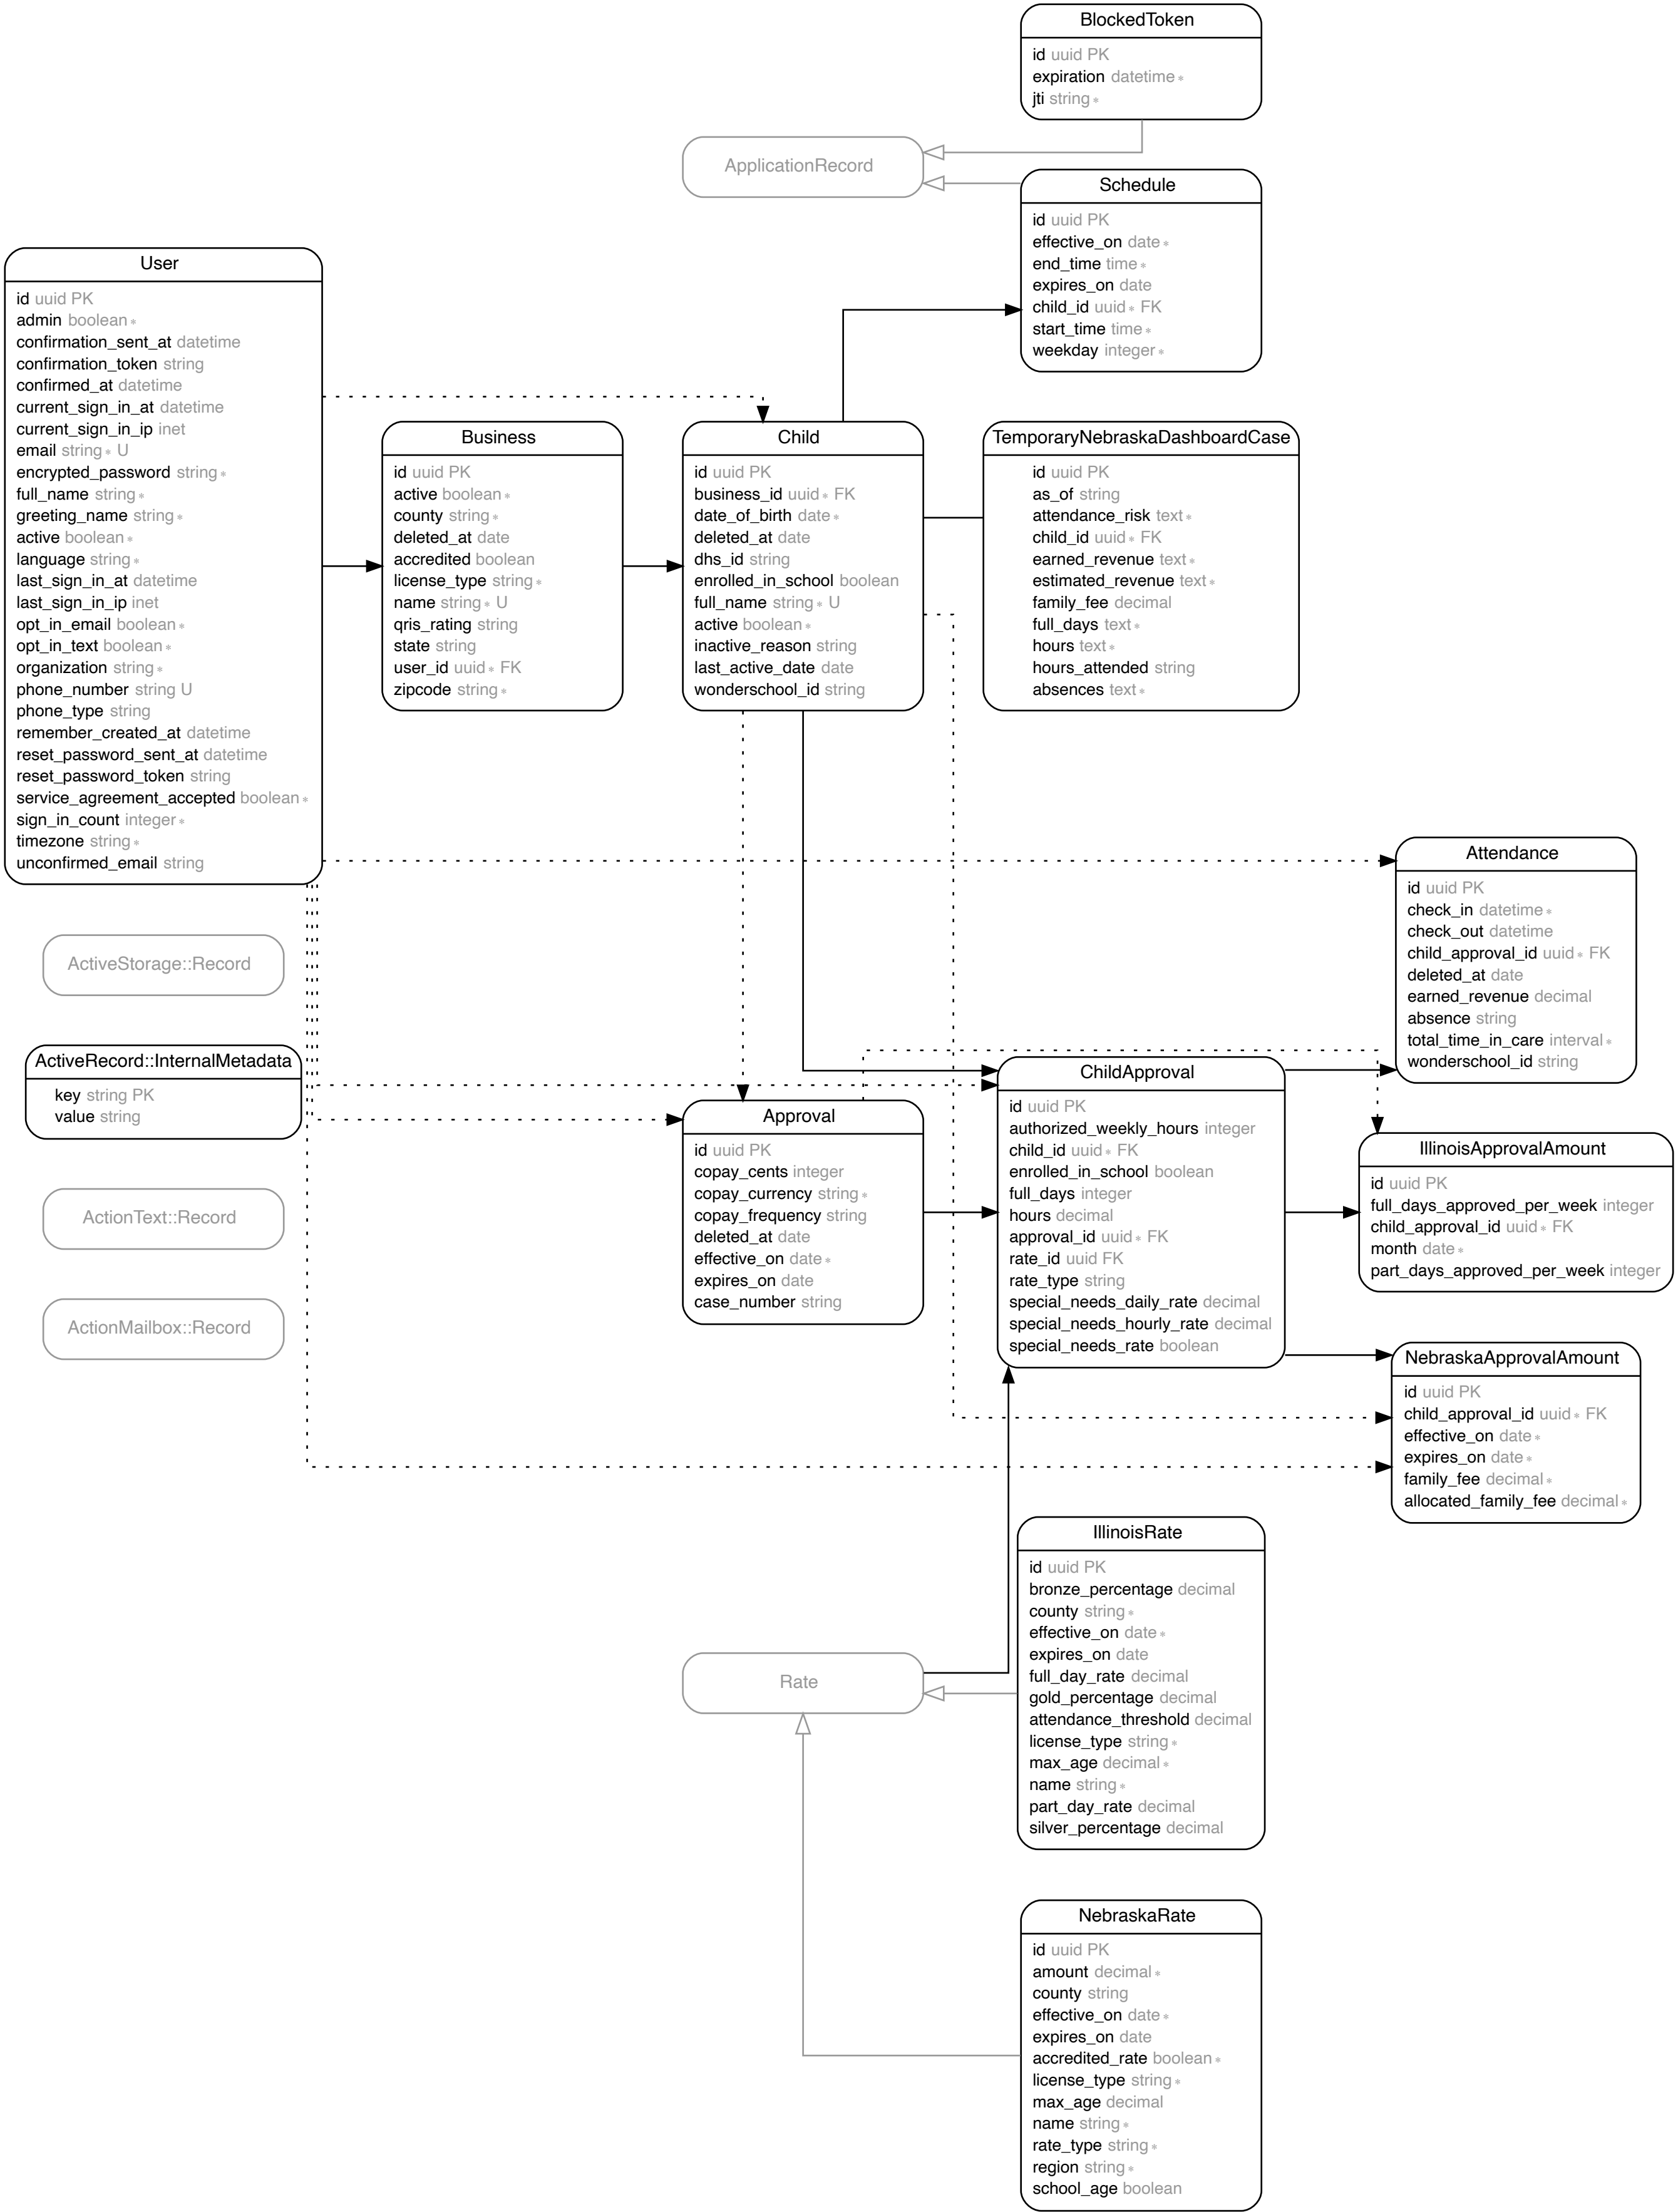 BlockedToken
id uuid PK
expiration datetime ∗
jti string ∗
ApplicationRecord
Schedule
id uuid PK
effective_on date ∗
end_time time ∗
expires_on date
child_id uuid ∗ FK
start_time time ∗
weekday integer ∗
User
id uuid PK
admin boolean ∗
confirmation_sent_at datetime
confirmation_token string
confirmed_at datetime
current_sign_in_at datetime
current_sign_in_ip inet
email string ∗ U
encrypted_password string ∗
full_name string ∗
greeting_name string ∗
active boolean ∗
language string ∗
last_sign_in_at datetime
last_sign_in_ip inet
opt_in_email boolean ∗
opt_in_text boolean ∗
organization string ∗
phone_number string U
phone_type string
remember_created_at datetime
reset_password_sent_at datetime
reset_password_token string
service_agreement_accepted boolean ∗
sign_in_count integer ∗
timezone string ∗
unconfirmed_email string
Business
id uuid PK
active boolean ∗
county string ∗
deleted_at date
accredited boolean
license_type string ∗
name string ∗ U
qris_rating string
state string
user_id uuid ∗ FK
zipcode string ∗
Child
id uuid PK
business_id uuid ∗ FK
date_of_birth date ∗
deleted_at date
dhs_id string
enrolled_in_school boolean
full_name string ∗ U
active boolean ∗
inactive_reason string
last_active_date date
wonderschool_id string
TemporaryNebraskaDashboardCase
id uuid PK
as_of string
attendance_risk text ∗
child_id uuid ∗ FK
earned_revenue text ∗
estimated_revenue text ∗
family_fee decimal
full_days text ∗
hours text ∗
hours_attended string
absences text ∗
Attendance
id uuid PK
check_in datetime ∗
check_out datetime
child_approval_id uuid ∗ FK
deleted_at date
earned_revenue decimal
absence string
total_time_in_care interval ∗
wonderschool_id string
ActiveStorage::Record
ActiveRecord::InternalMetadata
key string PK
value string
ActionText::Record
ActionMailbox::Record
Approval
id uuid PK
copay_cents integer
copay_currency string ∗
copay_frequency string
deleted_at date
effective_on date ∗
expires_on date
case_number string
ChildApproval
id uuid PK
authorized_weekly_hours integer
child_id uuid ∗ FK
enrolled_in_school boolean
full_days integer
hours decimal
approval_id uuid ∗ FK
rate_id uuid FK
rate_type string
special_needs_daily_rate decimal
special_needs_hourly_rate decimal
special_needs_rate boolean
IllinoisApprovalAmount
id uuid PK
full_days_approved_per_week integer
child_approval_id uuid ∗ FK
month date ∗
part_days_approved_per_week integer
NebraskaApprovalAmount
id uuid PK
child_approval_id uuid ∗ FK
effective_on date ∗
expires_on date ∗
family_fee decimal ∗
allocated_family_fee decimal ∗
IllinoisRate
id uuid PK
bronze_percentage decimal
county string ∗
effective_on date ∗
expires_on date
full_day_rate decimal
gold_percentage decimal
attendance_threshold decimal
license_type string ∗
max_age decimal ∗
name string ∗
part_day_rate decimal
silver_percentage decimal
Rate
NebraskaRate
id uuid PK
amount decimal ∗
county string
effective_on date ∗
expires_on date
accredited_rate boolean ∗
license_type string ∗
max_age decimal
name string ∗
rate_type string ∗
region string ∗
school_age boolean